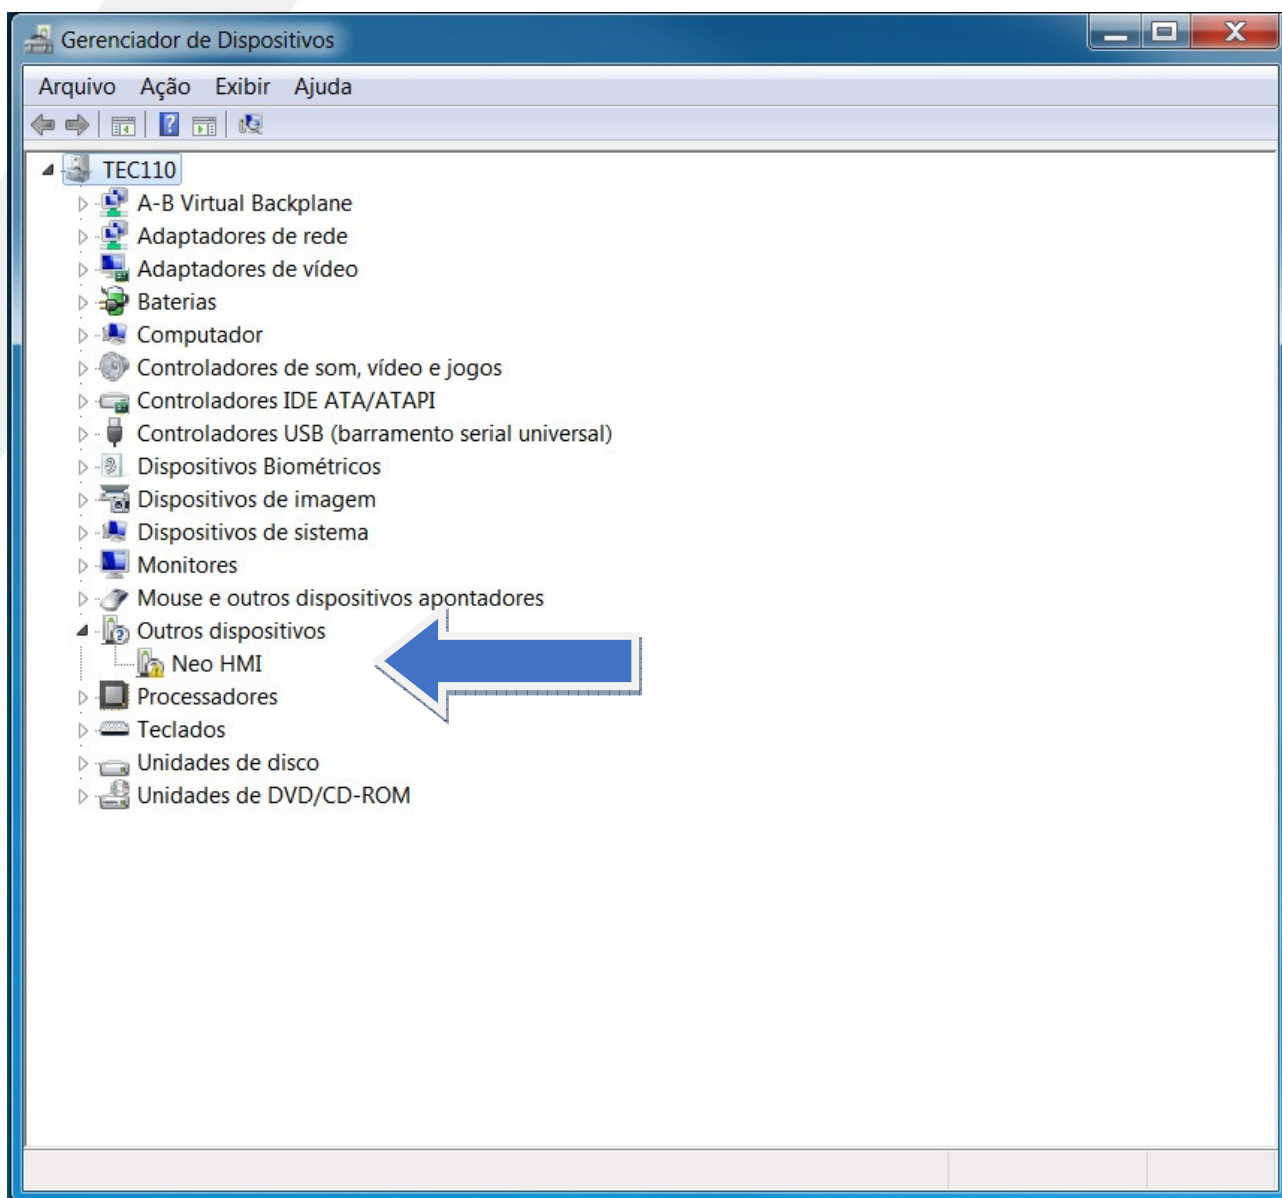 Gerenciador de Dispositivos
Arquivo Ação Exibir Ajuda
TEC110
A-B Virtual Backplane
Adaptadores de rede
Adaptadores de vídeo
Baterias
Computador
Controladores de som, vídeo e jogos
Controladores IDE ATA/ATAPI
Controladores USB (barramento serial universal)
Dispositivos Biométricos
Dispositivos de imagem
Dispositivos de sistema
Monitores
Mouse e outros dispositivos apontadores
Outros dispositivos
Neo HMI
Processadores
Teclados
Unidades de disco
Unidades de DVD/CD-ROM